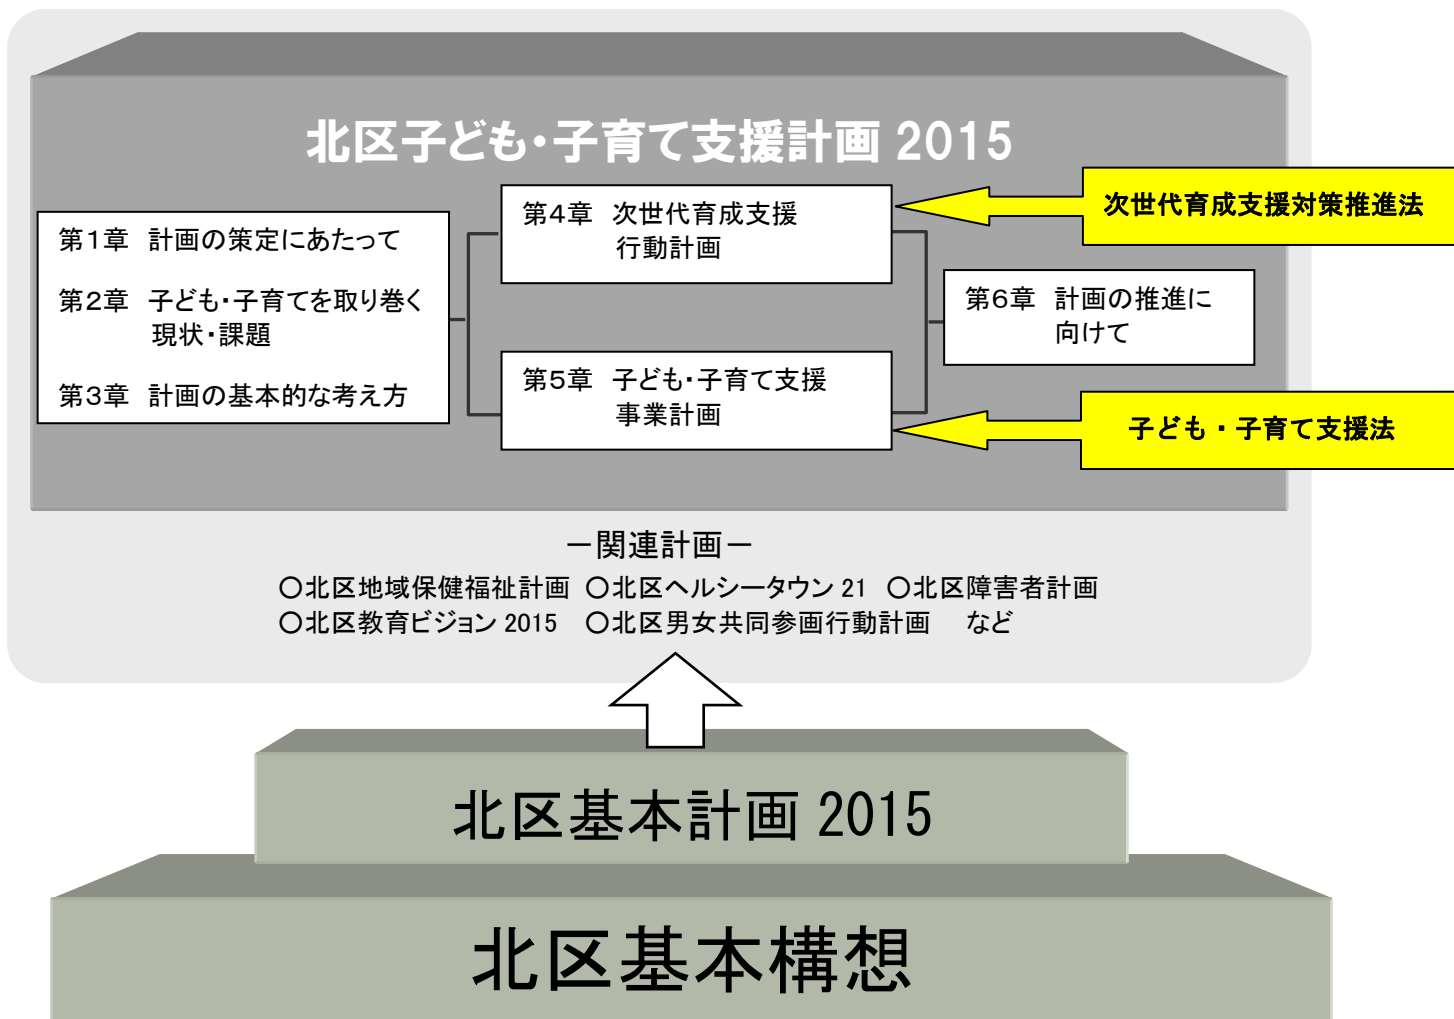 北区子ども・子育て支援計画 2015
第1章 計画の策定にあたって
第2章 子ども・子育てを取り巻く
現状・課題
第3章 計画の基本的な考え方
第4章 次世代育成支援
行動計画
第5章 子ども・子育て支援
事業計画
第6章 計画の推進に
向けて
次世代育成支援対策推進法
子ども・子育て支援法
－関連計画－
○北区地域保健福祉計画 ○北区ヘルシータウン 21 ○北区障害者計画
○北区教育ビジョン 2015 ○北区男女共同参画行動計画 など
北区基本計画 2015
北区基本構想